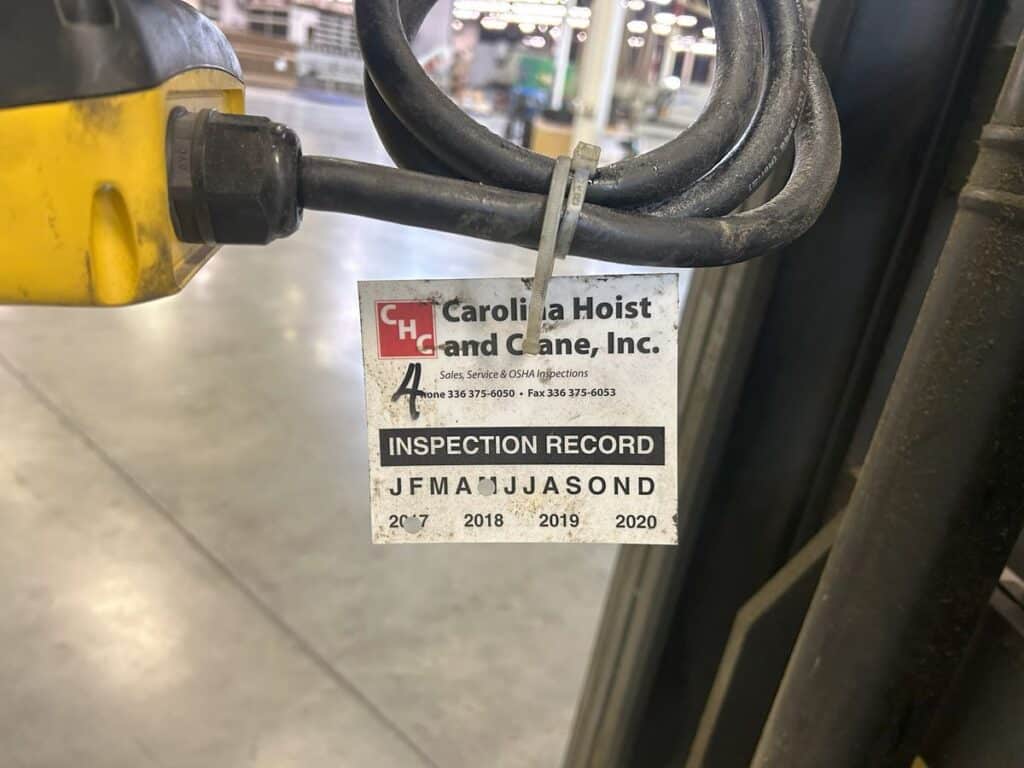 CHC
Carolina Hoist
and Crane, Inc.
Sales, Service & OSHA Inspections
4
Phone 336 375-6050 • Fax 336 375-6053
INSPECTION RECORD
J F M A M J J A S O N D
2017 2018 2019 2020